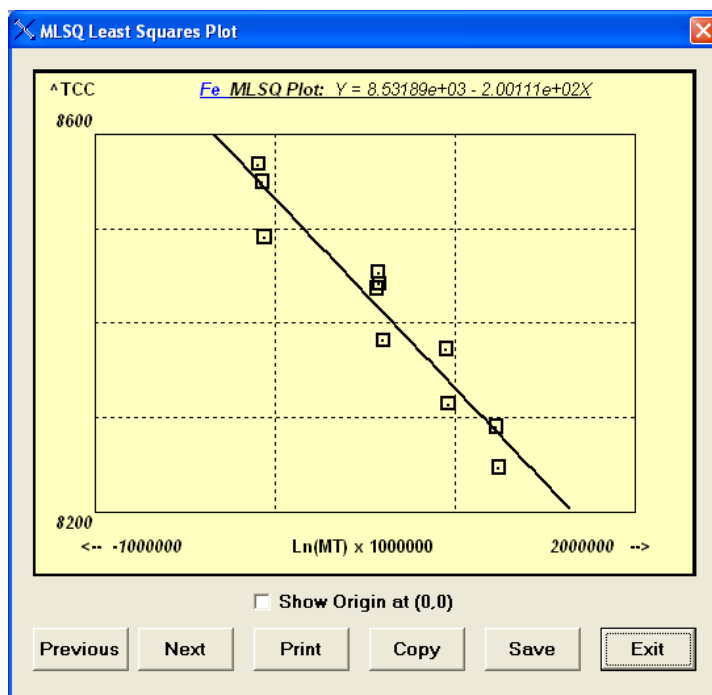 MLSQ Least Squares Plot
^TCC
Fe MLSQ Plot: Y = 8.53189e+03 - 2.00111e+02X
8600
8200
<-- -1000000 Ln(MT) x 1000000 2000000 -->
Show Origin at (0,0)
Previous Next Print Copy Save Exit